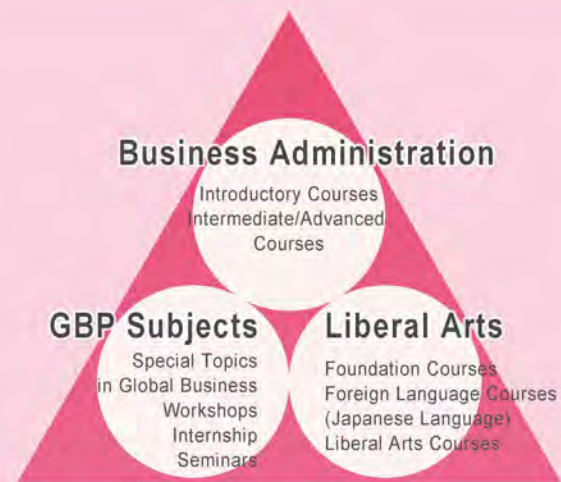 Business Administration
Introductory Courses
Intermediate/Advanced
Courses
GBP Subjects
Special Topics
in Global Business
Workshops
Internship
Seminars
Liberal Arts
Foundation Courses
Foreign Language Courses
(Japanese Language)
Liberal Arts Courses